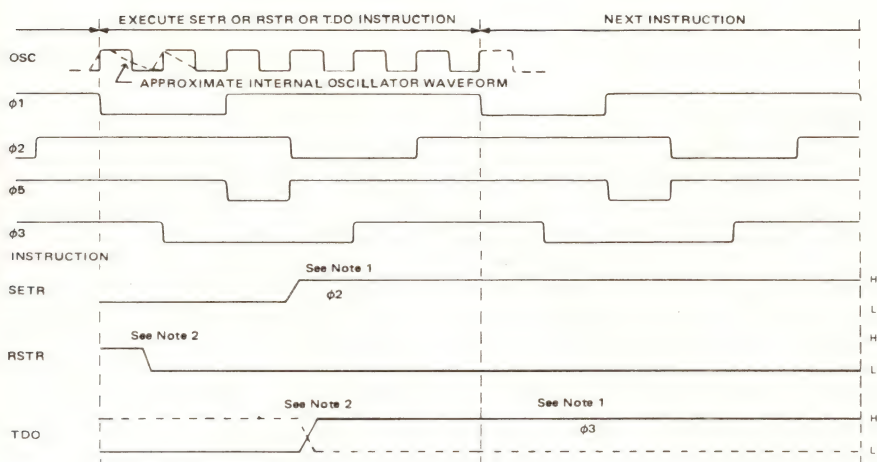 EXECUTE SETR OR RSTR OR TDO INSTRUCTION NEXT INSTRUCTION
OSC
APPROXIMATE INTERNAL OSCILLATOR WAVEFORM
φ1
φ2
φ5
φ3
INSTRUCTION
See Note 1
H
SETR φ2
L
See Note 2 H
RSTR
L
See Note 2 See Note 1
H
φ3
TDO
L